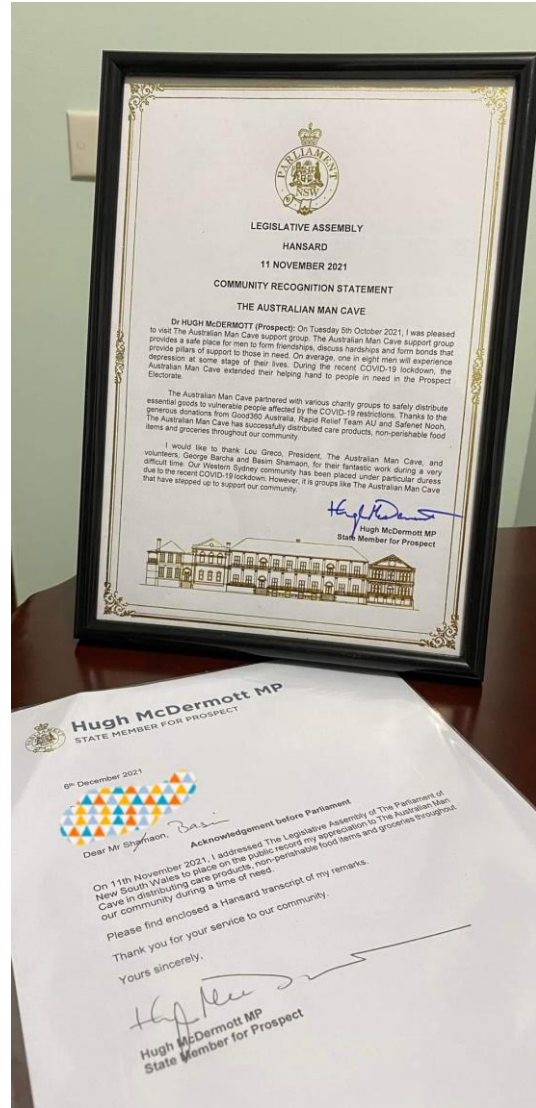 PARLIAMENT
NSW
LEGISLATIVE ASSEMBLY
HANSARD
11 NOVEMBER 2021
COMMUNITY RECOGNITION STATEMENT
THE AUSTRALIAN MAN CAVE
Dr HUGH McDERMOTT (Prospect): On Tuesday 5th October 2021, I was pleased
to visit The Australian Man Cave support group. The Australian Man Cave support group
provides a safe place for men to form friendships, discuss hardships and form bonds that
provide pillars of support to those in need. On average, one in eight men will experience
depression at some stage of their lives. During the recent COVID-19 lockdown, the
Australian Man Cave extended their helping hand to people in need in the Prospect
Electorate.
The Australian Man Cave partnered with various charity groups to safely distribute
essential goods to vulnerable people affected by the COVID-19 restrictions. Thanks to the
generous donations from Good360 Australia, Rapid Relief Team AU and Safenet Nooh,
The Australian Man Cave has successfully distributed care products, non-perishable food
items and groceries throughout our community.
I would like to thank Lou Greco, President, The Australian Man Cave, and
volunteers, George Barcha and Basim Shamaon, for their fantastic work during a very
difficult time. Our Western Sydney community has been placed under particular duress
due to the recent COVID-19 lockdown. However, it is groups like The Australian Man Cave
that have stepped up to support our community.
Hugh McDermott MP
State Member for Prospect
Hugh McDermott MP
STATE MEMBER FOR PROSPECT
6th December 2021
Dear Mr Shamaon, Basim
Acknowledgement before Parliament
On 11th November 2021, I addressed The Legislative Assembly of The Parliament of
New South Wales to place on the public record my appreciation to The Australian Man
Cave in distributing care products, non-perishable food items and groceries throughout
our community during a time of need.
Please find enclosed a Hansard transcript of my remarks.
Thank you for your service to our community.
Yours sincerely,
Hugh McDermott MP
State Member for Prospect